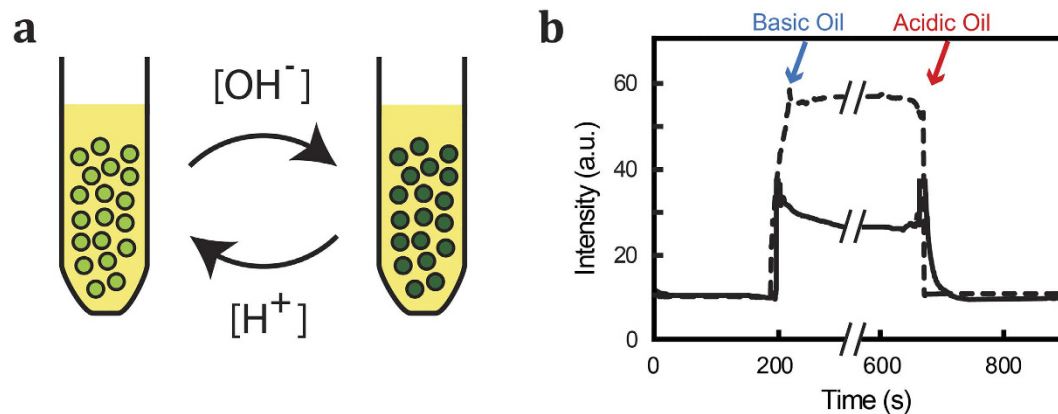 a
[OH⁻]
[H⁺]
b
Basic Oil
Acidic Oil
Intensity (a.u.)
60
40
20
0
0
200
600
800
Time (s)